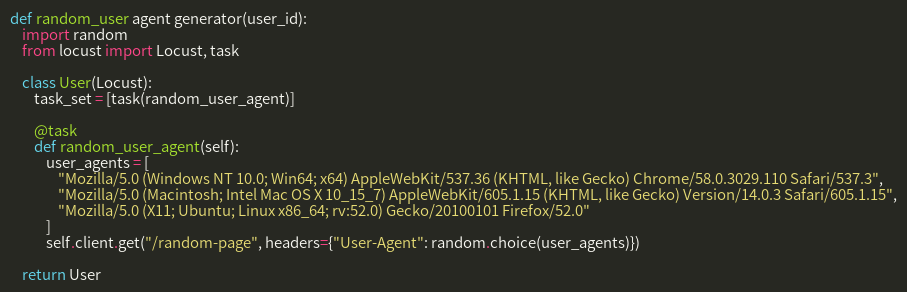 def random_user agent generator(user_id):
import random
from locust import Locust, task
class User(Locust):
task_set = [task(random_user_agent)]
@task
def random_user_agent(self):
user_agents = [
"Mozilla/5.0 (Windows NT 10.0; Win64; x64) AppleWebKit/537.36 (KHTML, like Gecko) Chrome/58.0.3029.110 Safari/537.3",
"Mozilla/5.0 (Macintosh; Intel Mac OS X 10_15_7) AppleWebKit/605.1.15 (KHTML, like Gecko) Version/14.0.3 Safari/605.1.15",
"Mozilla/5.0 (X11; Ubuntu; Linux x86_64; rv:52.0) Gecko/20100101 Firefox/52.0"
]
self.client.get("/random-page", headers={"User-Agent": random.choice(user_agents)})
return User